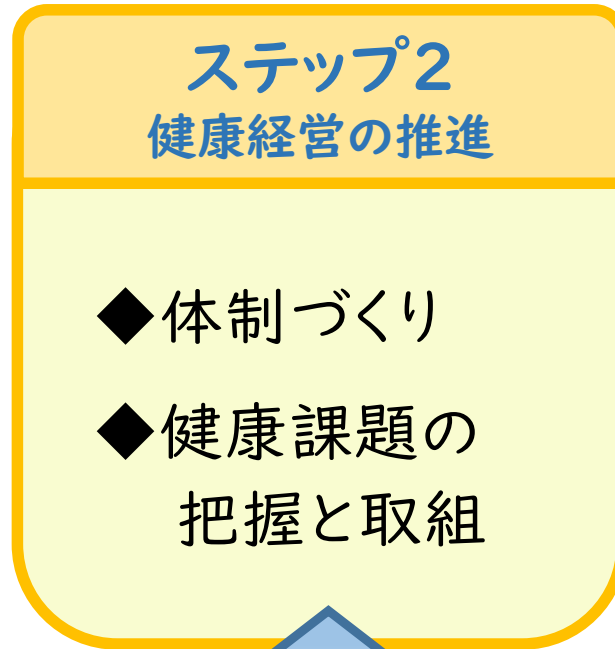 ステップ2
健康経営の推進
◆体制づくり
◆健康課題の
把握と取組